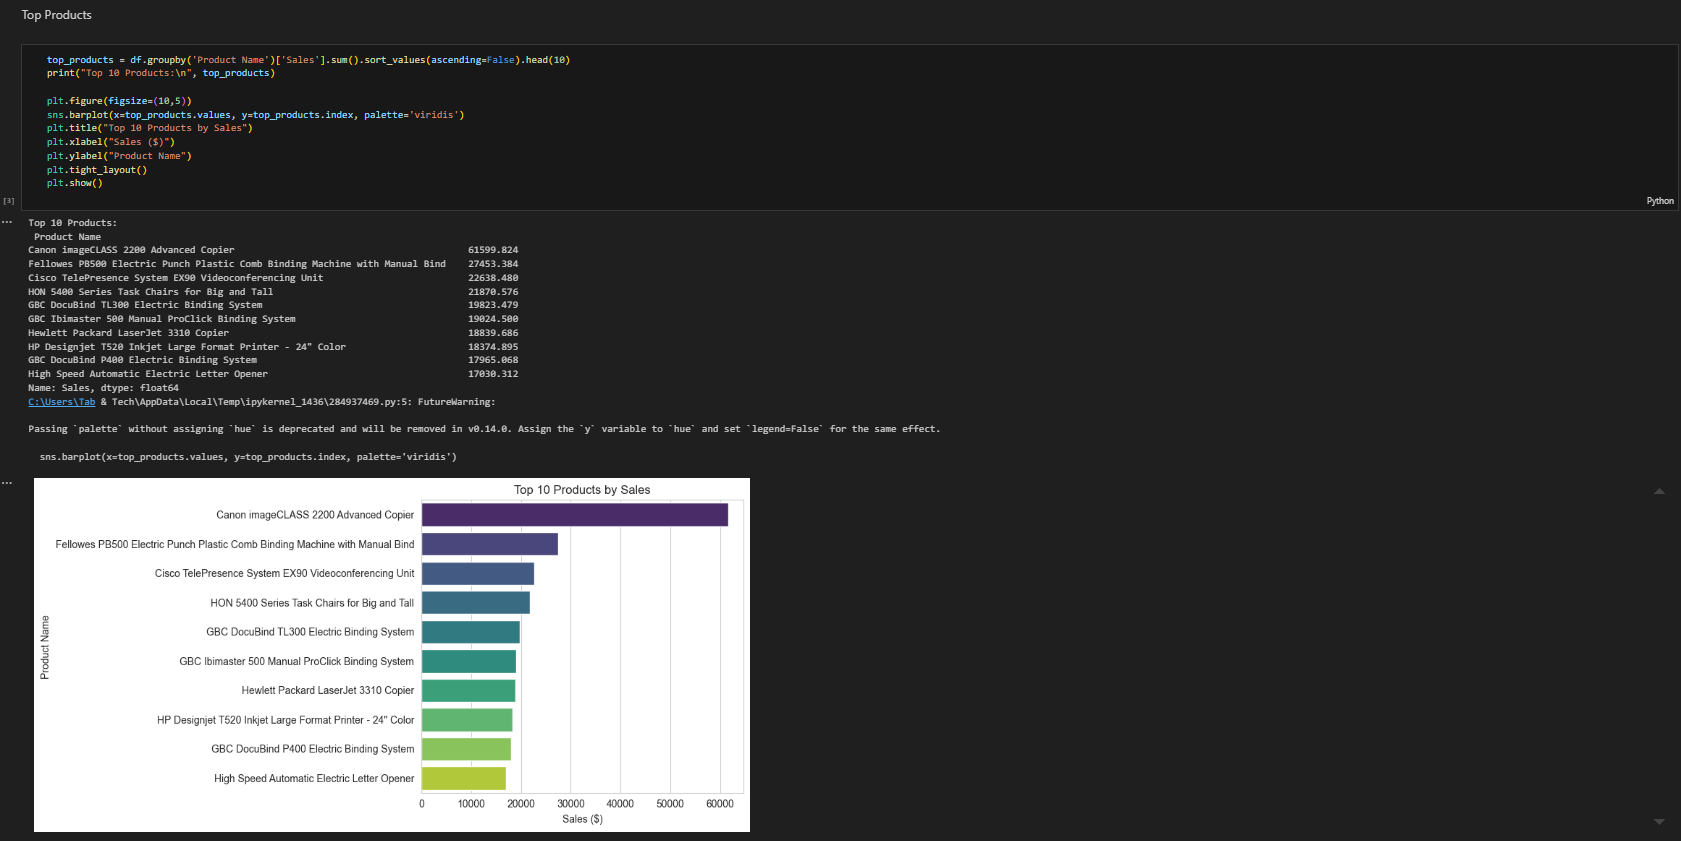 Top Products
top_products = df.groupby('Product Name')['Sales'].sum().sort_values(ascending=False).head(10)
print("Top 10 Products:\n", top_products)
plt.figure(figsize=(10,5))
sns.barplot(x=top_products.values, y=top_products.index, palette='viridis')
plt.title("Top 10 Products by Sales")
plt.xlabel("Sales ($)")
plt.ylabel("Product Name")
plt.tight_layout()
plt.show()
[3]
Python
Top 10 Products:
Product Name
Canon imageCLASS 2200 Advanced Copier 61599.824
Fellowes PB500 Electric Punch Plastic Comb Binding Machine with Manual Bind 27453.384
Cisco TelePresence System EX90 Videoconferencing Unit 22638.480
HON 5400 Series Task Chairs for Big and Tall 21870.576
GBC DocuBind TL300 Electric Binding System 19823.479
GBC Ibimaster 500 Manual ProClick Binding System 19024.500
Hewlett Packard LaserJet 3310 Copier 18839.686
HP Designjet T520 Inkjet Large Format Printer - 24" Color 18374.895
GBC DocuBind P400 Electric Binding System 17965.068
High Speed Automatic Electric Letter Opener 17030.312
Name: Sales, dtype: float64
C:\Users\Tab & Tech\AppData\Local\Temp\ipykernel_1436\284937469.py:5: FutureWarning:
Passing `palette` without assigning `hue` is deprecated and will be removed in v0.14.0. Assign the `y` variable to `hue` and set `legend=False` for the same effect.
sns.barplot(x=top_products.values, y=top_products.index, palette='viridis')
Top 10 Products by Sales
Product Name
Canon imageCLASS 2200 Advanced Copier
Fellowes PB500 Electric Punch Plastic Comb Binding Machine with Manual Bind
Cisco TelePresence System EX90 Videoconferencing Unit
HON 5400 Series Task Chairs for Big and Tall
GBC DocuBind TL300 Electric Binding System
GBC Ibimaster 500 Manual ProClick Binding System
Hewlett Packard LaserJet 3310 Copier
HP Designjet T520 Inkjet Large Format Printer - 24" Color
GBC DocuBind P400 Electric Binding System
High Speed Automatic Electric Letter Opener
0 10000 20000 30000 40000 50000 60000
Sales ($)